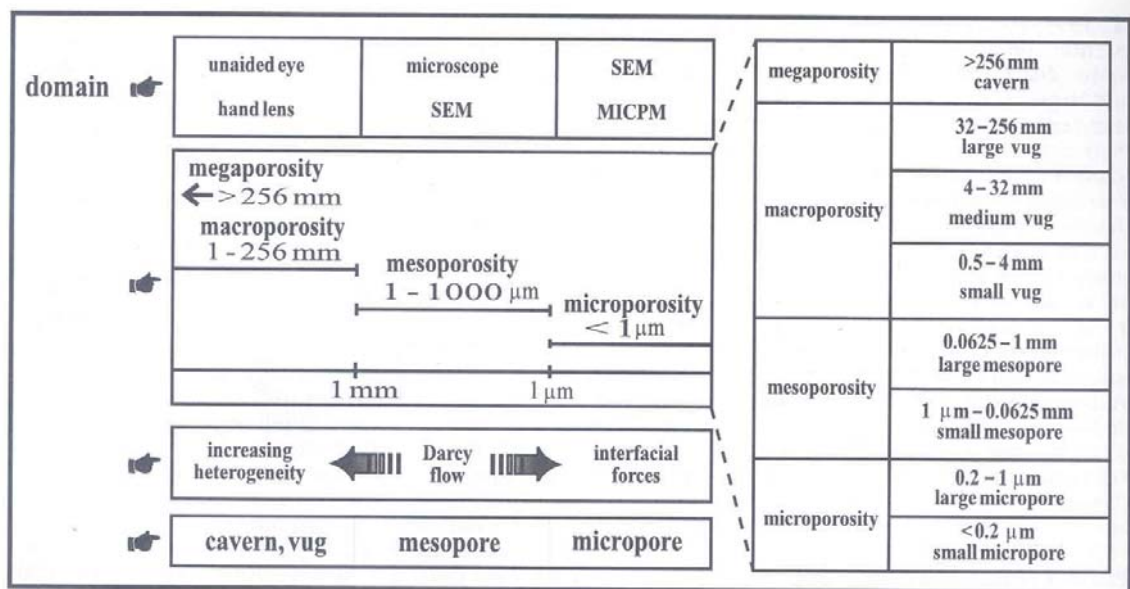 domain
unaided eye
hand lens
microscope
SEM
SEM
MICPM
megaporosity
> 256 mm
macroporosity
1 - 256 mm
mesoporosity
1 - 1000 μm
microporosity
< 1 μm
1 mm
1 μm
increasing
heterogeneity
Darcy
flow
interfacial
forces
cavern, vug
mesopore
micropore
megaporosity
>256 mm
cavern
macroporosity
32 – 256 mm
large vug
4 – 32 mm
medium vug
0.5 – 4 mm
small vug
mesoporosity
0.0625 – 1 mm
large mesopore
1 μm – 0.0625 mm
small mesopore
microporosity
0.2 – 1 μm
large micropore
<0.2 μm
small micropore